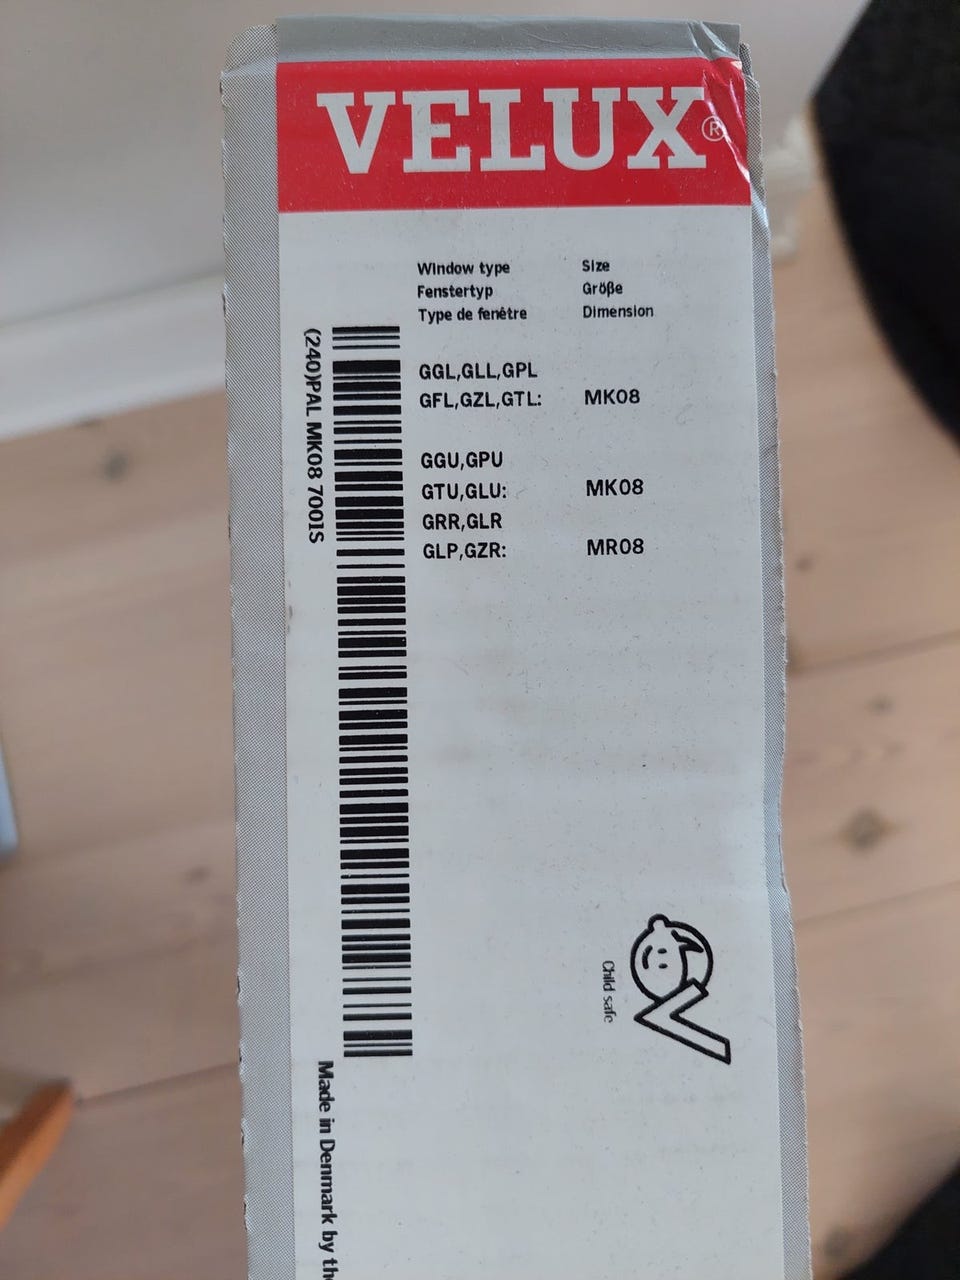 VELUX®
Window type Size
Fenstertyp Größe
Type de fenêtre Dimension
GGL,GLL,GPL
GFL,GZL,GTL: MK08
GGU,GPU
GTU,GLU: MK08
GRR,GLR
GLP,GZR: MR08
(240)PAL MK08 7001S
Child safe
Made in Denmark by the